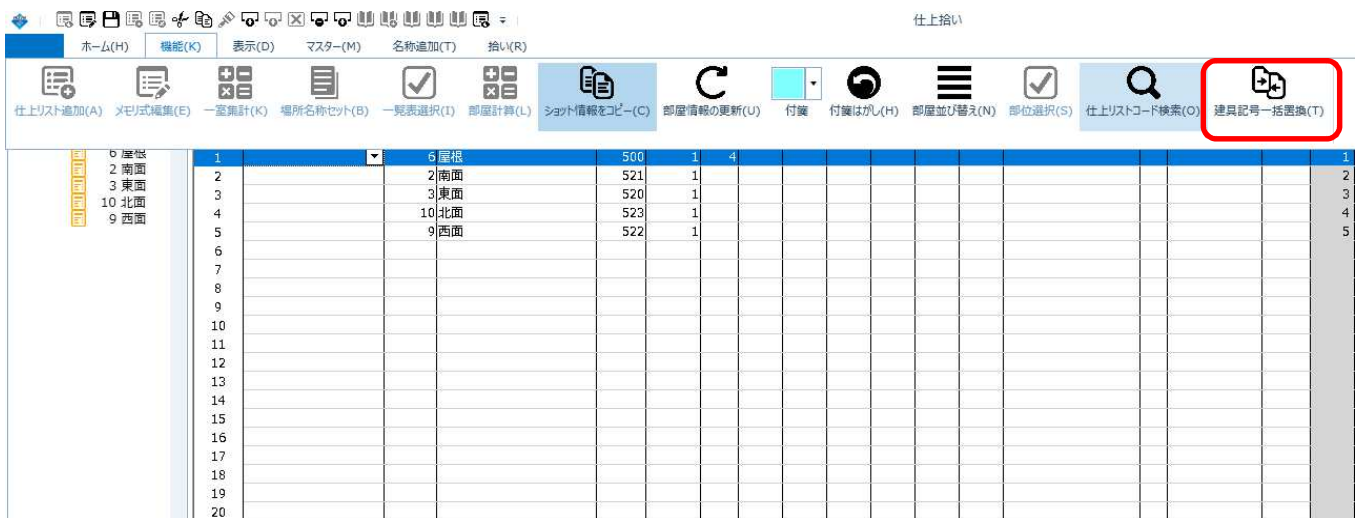 仕上拾い
ホーム(H) 機能(K) 表示(D) マスター(M) 名称追加(T) 拾い(R)
仕上リスト追加(A) メモリ式編集(E) 一室集計(K) 場所名称セット(B) 一覧表選択(I) 部屋計算(L) ショット情報をコピー(C) 部屋情報の更新(U) 付箋 付箋はがし(H) 部屋並び替え(N) 部位選択(S) 仕上リストコード検索(O) 建具記号一括置換(T)
6 屋根 1 6 屋根 500 1 4 1
2 南面 2 2 南面 521 1 2
3 東面 3 3 東面 520 1 3
10 北面 4 10 北面 523 1 4
9 西面 5 9 西面 522 1 5
6
7
8
9
10
11
12
13
14
15
16
17
18
19
20